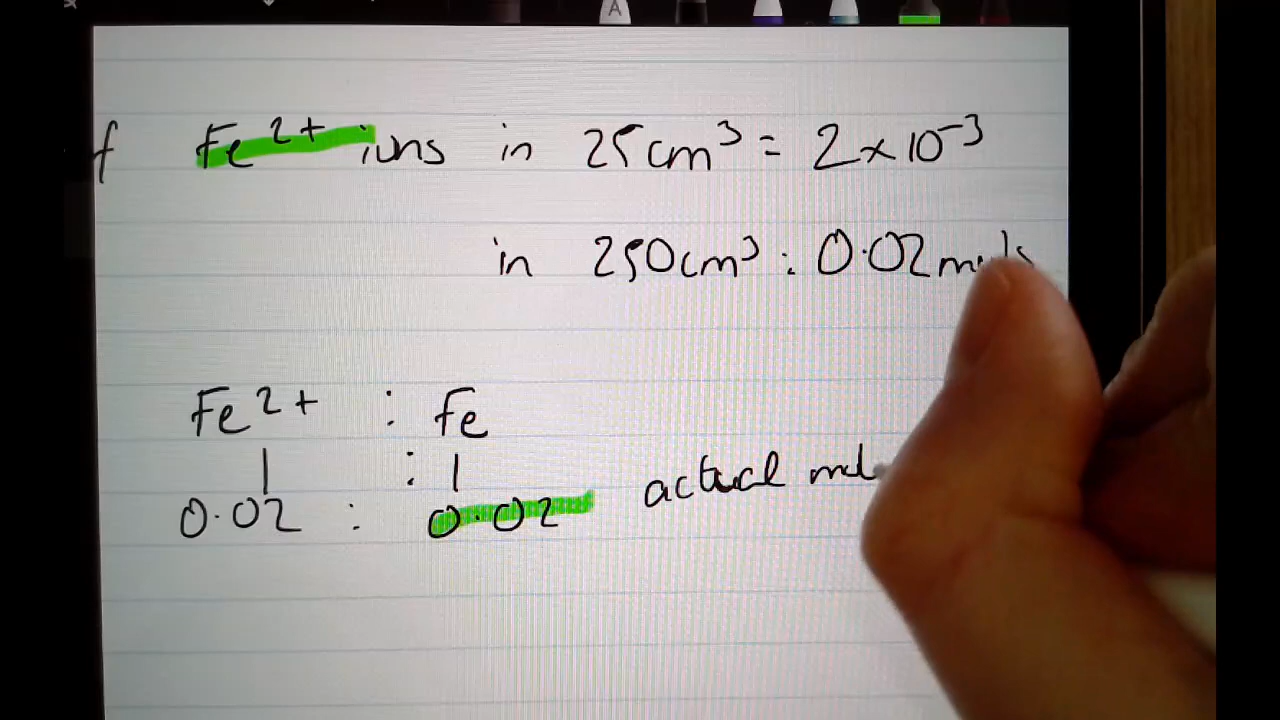 f Fe²⁺ ions in 25cm³ = 2 x 10⁻³
in 250cm³ : 0.02 mols
Fe²⁺ : Fe
1 : 1
0.02 : 0.02 actual